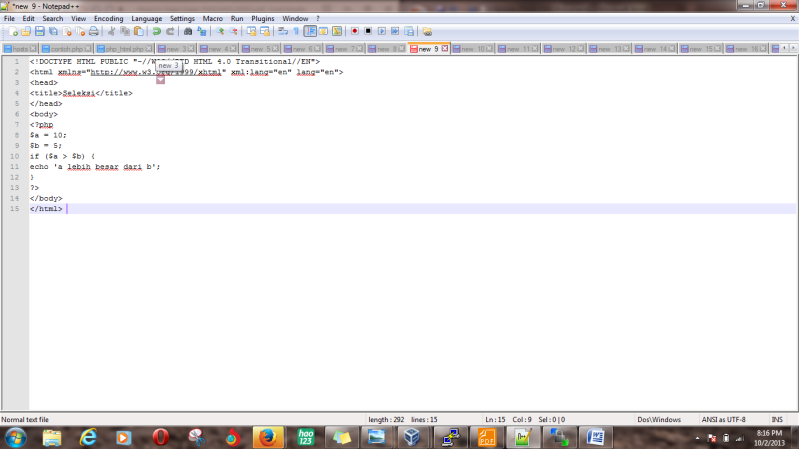 *new 9 - Notepad++
File Edit Search View Encoding Language Settings Macro Run Plugins Window ? X
hosts contoh.php php_html.php new 3 new 4 new 5 new 6 new 7 new 8 new 9 new 10 new 11 new 12 new 13 new 14 new 15 new 16
new 3
1 <!DOCTYPE HTML PUBLIC "-//W3C//DTD HTML 4.0 Transitional//EN">
2 <html xmlns="http://www.w3.org/1999/xhtml" xml:lang="en" lang="en">
3 <head>
4 <title>Seleksi</title>
5 </head>
6 <body>
7 <?php
8 $a = 10;
9 $b = 5;
10 if ($a > $b) {
11 echo 'a lebih besar dari b';
12 }
13 ?>
14 </body>
15 </html>
Normal text file length : 292 lines : 15 Ln : 15 Col : 9 Sel : 0 | 0 Dos\Windows ANSI as UTF-8 INS
hao 123
PDF
8:16 PM
10/2/2013